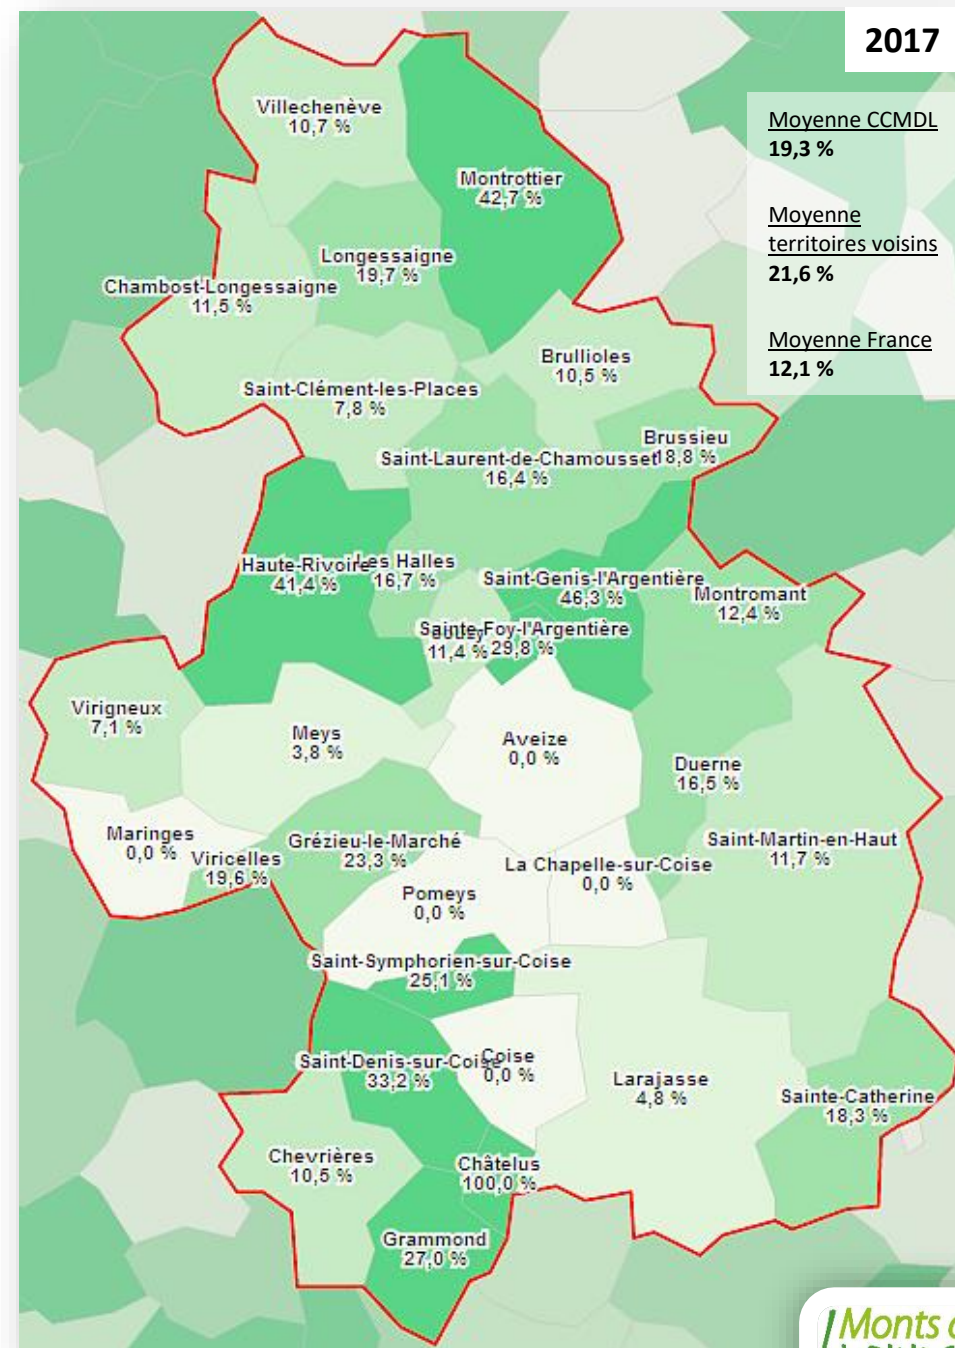 2017
Moyenne CCMDL
19,3 %
Moyenne
territoires voisins
21,6 %
Moyenne France
12,1 %
Villechenève
10,7 %
Montrottier
42,7 %
Longessaigne
19,7 %
Chambost-Longessaigne
11,5 %
Brullioles
10,5 %
Saint-Clément-les-Places
7,8 %
Brussieu
18,8 %
Saint-Laurent-de-Chamousset
16,4 %
Haute-Rivoire
41,4 %
Les Halles
16,7 %
Saint-Genis-l'Argentière
46,3 %
Montromant
12,4 %
Sainte-Foy-l'Argentière
29,8 %
11,4 %
Virigneux
7,1 %
Meys
3,8 %
Aveize
0,0 %
Duerne
16,5 %
Maringes
0,0 %
Viricelles
19,6 %
Grézieu-le-Marché
23,3 %
Saint-Martin-en-Haut
11,7 %
La Chapelle-sur-Coise
0,0 %
Pomeys
0,0 %
Saint-Symphorien-sur-Coise
25,1 %
Saint-Denis-sur-Coise
33,2 %
Coise
0,0 %
Larajasse
4,8 %
Sainte-Catherine
18,3 %
Chevrières
10,5 %
Châtelus
100,0 %
Grammond
27,0 %
Monts d